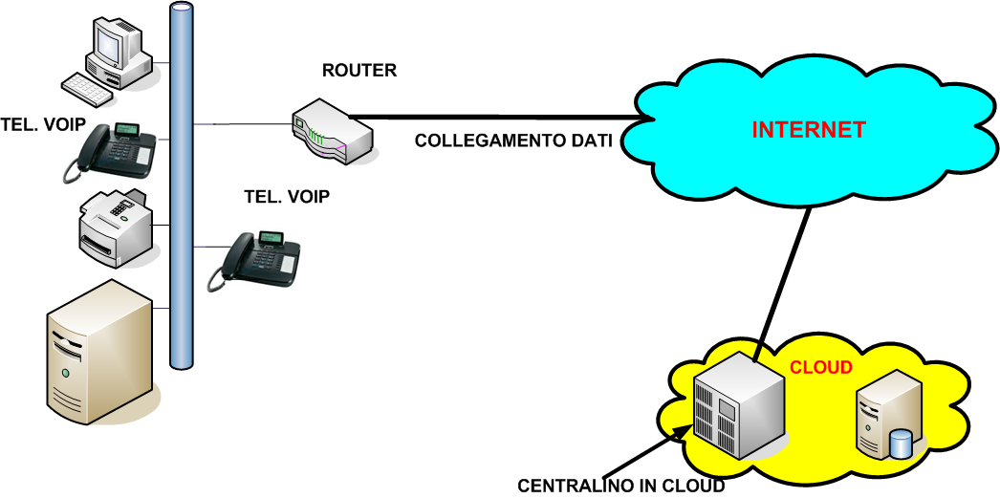 ROUTER
TEL. VOIP
COLLEGAMENTO DATI
INTERNET
TEL. VOIP
CLOUD
CENTRALINO IN CLOUD